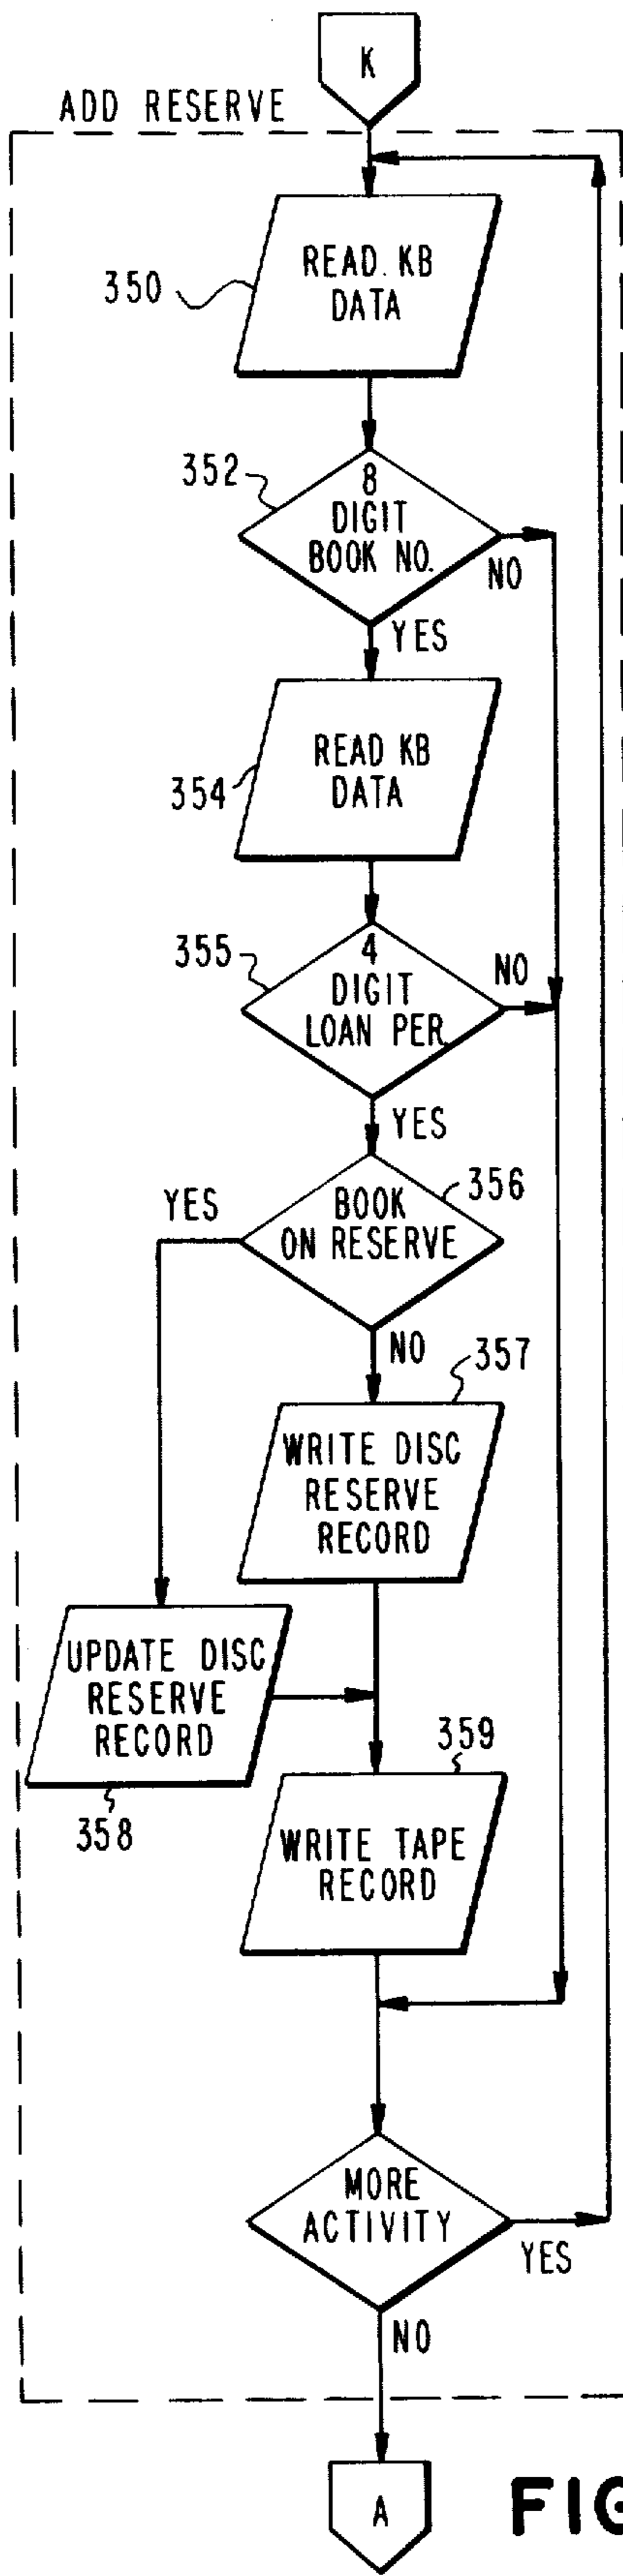 K
ADD RESERVE
350
READ KB
DATA
352
8
DIGIT
BOOK NO.
NO
YES
354
READ KB
DATA
355
4
DIGIT
LOAN PER.
NO
YES
356
YES
BOOK
ON RESERVE
NO
357
WRITE DISC
RESERVE
RECORD
UPDATE DISC
RESERVE
RECORD
358
359
WRITE TAPE
RECORD
MORE
ACTIVITY
YES
NO
A
FIG